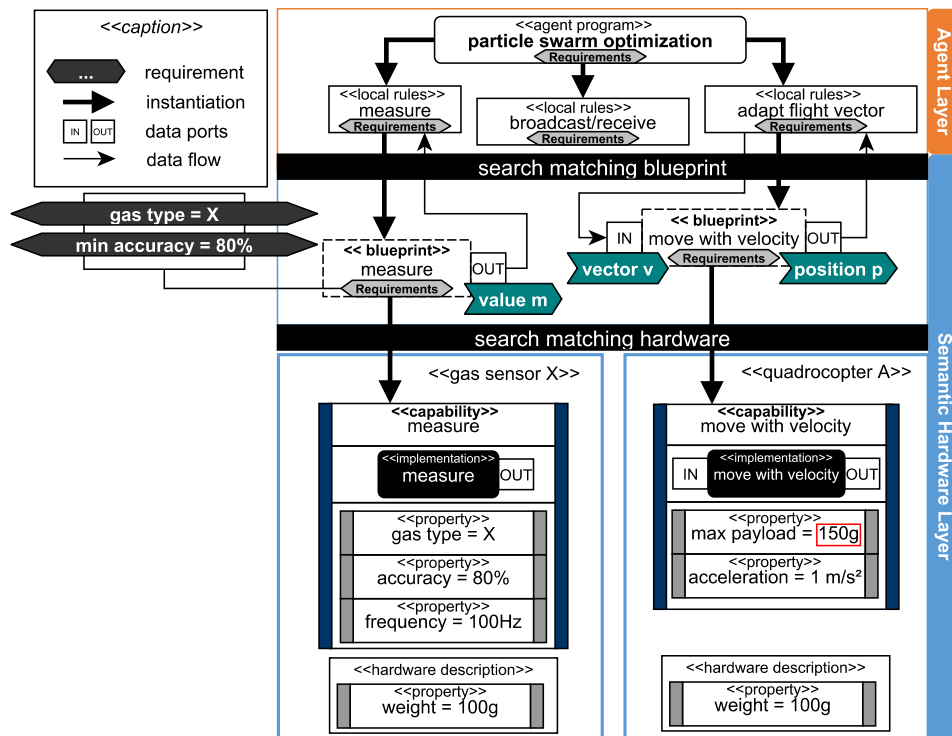 <<caption>>
...
requirement
instantiation
IN
OUT
data ports
data flow
<<agent program>>
particle swarm optimization
Requirements
<<local rules>>
measure
Requirements
<<local rules>>
broadcast/receive
Requirements
<<local rules>>
adapt flight vector
Requirements
Agent Layer
search matching blueprint
gas type = X
min accuracy = 80%
<< blueprint>>
measure
Requirements
OUT
value m
IN
<< blueprint>>
move with velocity
Requirements
OUT
vector v
position p
search matching hardware
Semantic Hardware Layer
<<gas sensor X>>
<<capability>>
measure
<<implementation>>
measure
OUT
<<property>>
gas type = X
<<property>>
accuracy = 80%
<<property>>
frequency = 100Hz
<<hardware description>>
<<property>>
weight = 100g
<<quadrocopter A>>
<<capability>>
move with velocity
IN
<<implementation>>
move with velocity
OUT
<<property>>
max payload = 150g
<<property>>
acceleration = 1 m/s²
<<hardware description>>
<<property>>
weight = 100g